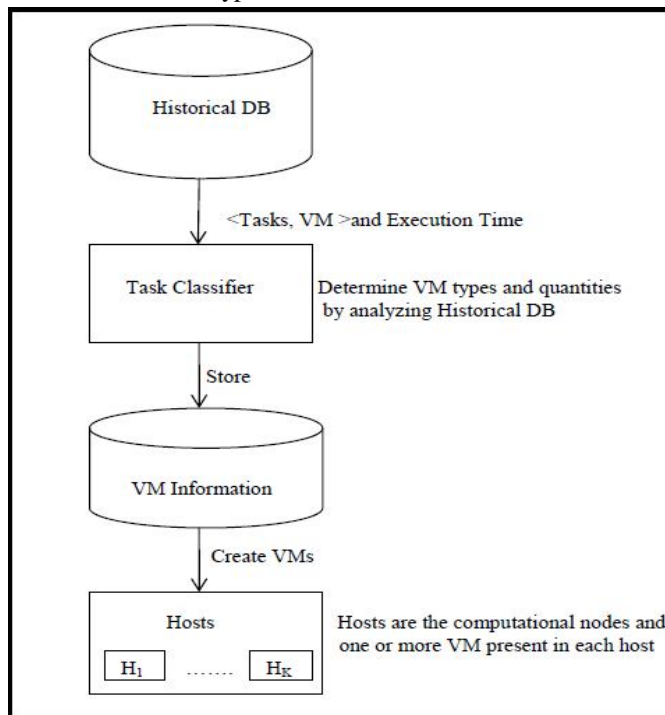 Historical DB
<Tasks, VM >and Execution Time
Task Classifier
Determine VM types and quantities
by analyzing Historical DB
Store
VM Information
Create VMs
Hosts
Hosts are the computational nodes and
one or more VM present in each host
H1 ....... HK